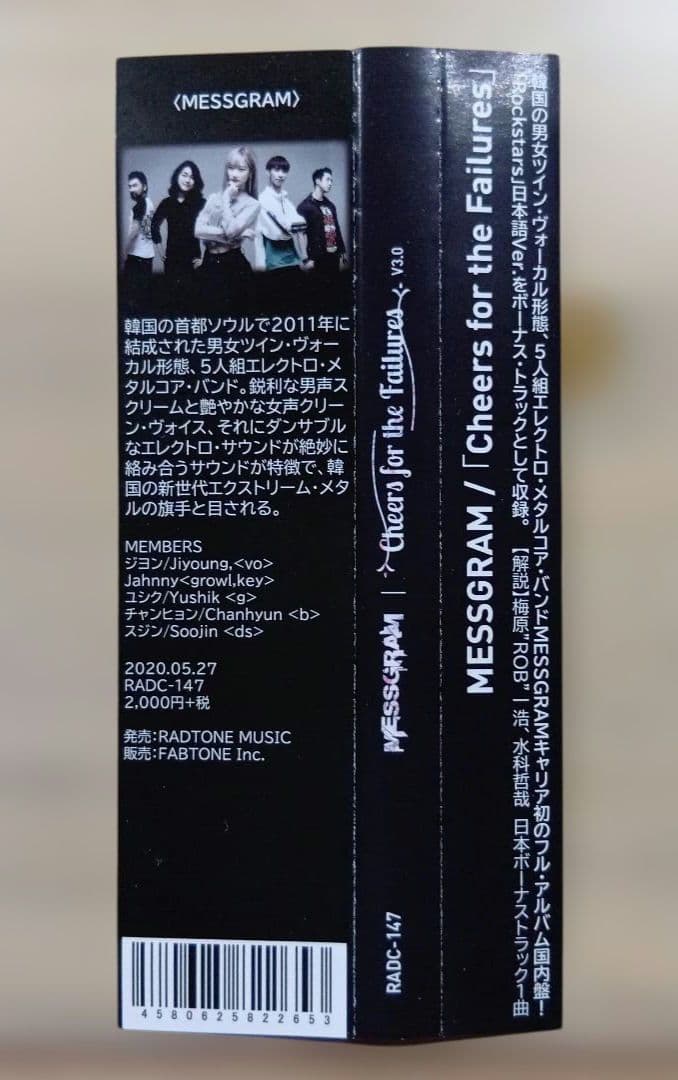 〈MESSGRAM〉
韓国の首都ソウルで2011年に
結成された男女ツイン・ヴォー
カル形態、5人組エレクトロ・メ
タルコア・バンド。鋭利な男声ス
クリームと艶やかな女声クリー
ン・ヴォイス、それにダンサブル
なエレクトロ・サウンドが絶妙に
絡み合うサウンドが特徴で、韓
国の新世代エクストリーム・メタ
ルの旗手と目される。
MEMBERS
ジヨン/Jiyoung,<vo>
Jahnny<growl,key>
ユシク/Yushik <g>
チャンヒョン/Chanhyun <b>
スジン/Soojin <ds>
2020.05.27
RADC-147
2,000円+税
発売:RADTONE MUSIC
販売:FABTONE Inc.
4580625822653
MESSGRAM | Cheers for the Failures V3.0
RADC-147
MESSGRAM /「Cheers for the Failures」
韓国の男女ツイン・ヴォーカル形態、5人組エレクトロ・メタルコア・バンドMESSGRAMキャリア初のフル・アルバム国内盤!
「Rockstars」日本語Ver.をボーナス・トラックとして収録。 【解説】梅原"ROB"一浩、水科哲哉 日本ボーナストラック1曲